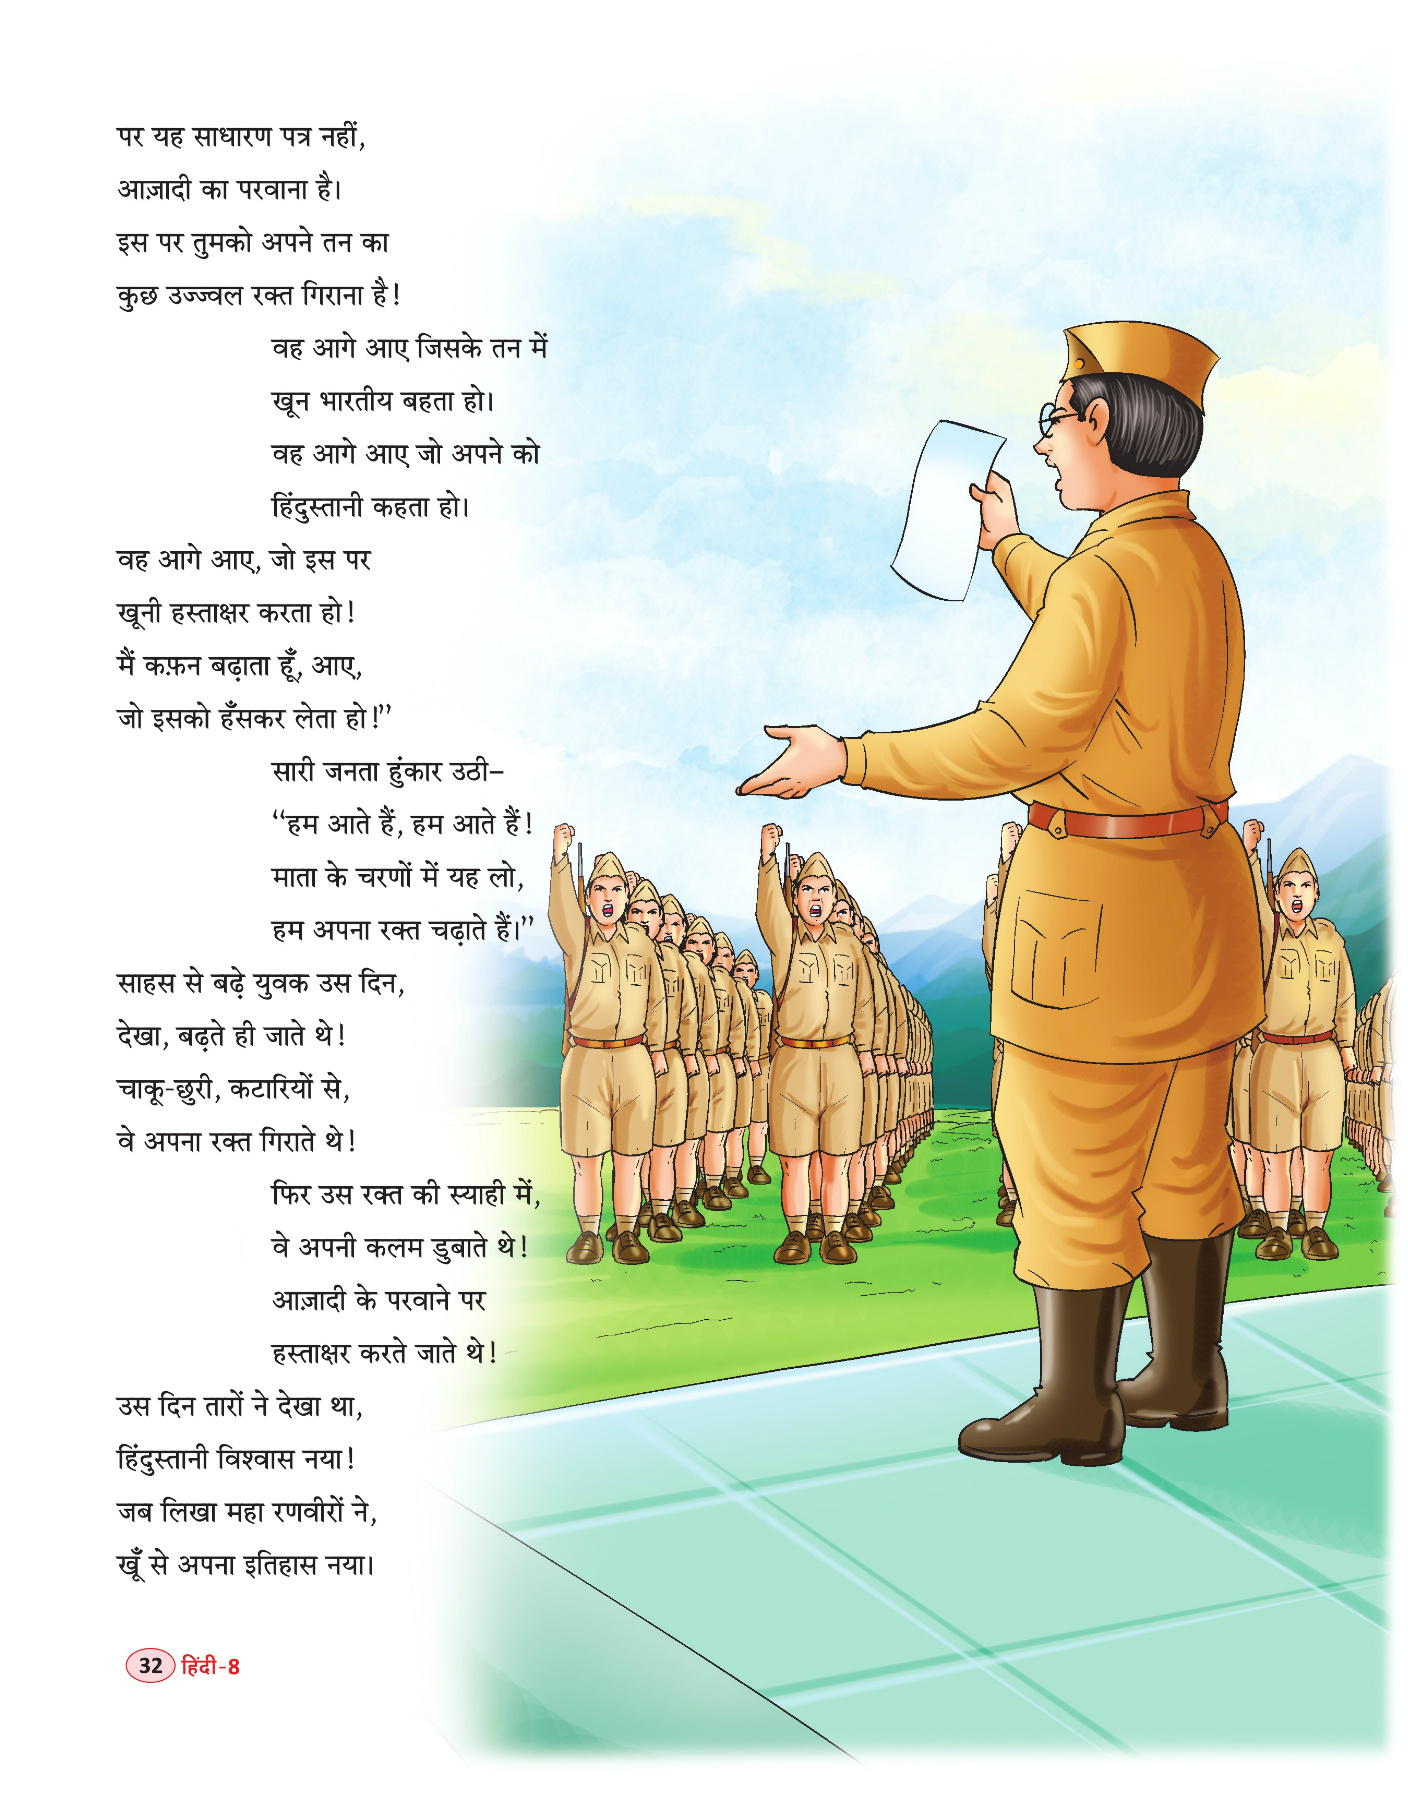 पर यह साधारण पत्र नहीं,
आज़ादी का परवाना है।
इस पर तुमको अपने तन का
कुछ उज्ज्वल रक्त गिराना है!
वह आगे आए जिसके तन में
खून भारतीय बहता हो।
वह आगे आए जो अपने को
हिंदुस्तानी कहता हो।
वह आगे आए, जो इस पर
खूनी हस्ताक्षर करता हो!
मैं कफ़न बढ़ाता हूँ, आए,
जो इसको हँसकर लेता हो!”
सारी जनता हुंकार उठी–
“हम आते हैं, हम आते हैं!
माता के चरणों में यह लो,
हम अपना रक्त चढ़ाते हैं।”
साहस से बढ़े युवक उस दिन,
देखा, बढ़ते ही जाते थे!
चाकू-छुरी, कटारियों से,
वे अपना रक्त गिराते थे!
फिर उस रक्त की स्याही में,
वे अपनी कलम डुबाते थे!
आज़ादी के परवाने पर
हस्ताक्षर करते जाते थे!
उस दिन तारों ने देखा था,
हिंदुस्तानी विश्वास नया!
जब लिखा महा रणवीरों ने,
खूँ से अपना इतिहास नया।
32 हिंदी-8